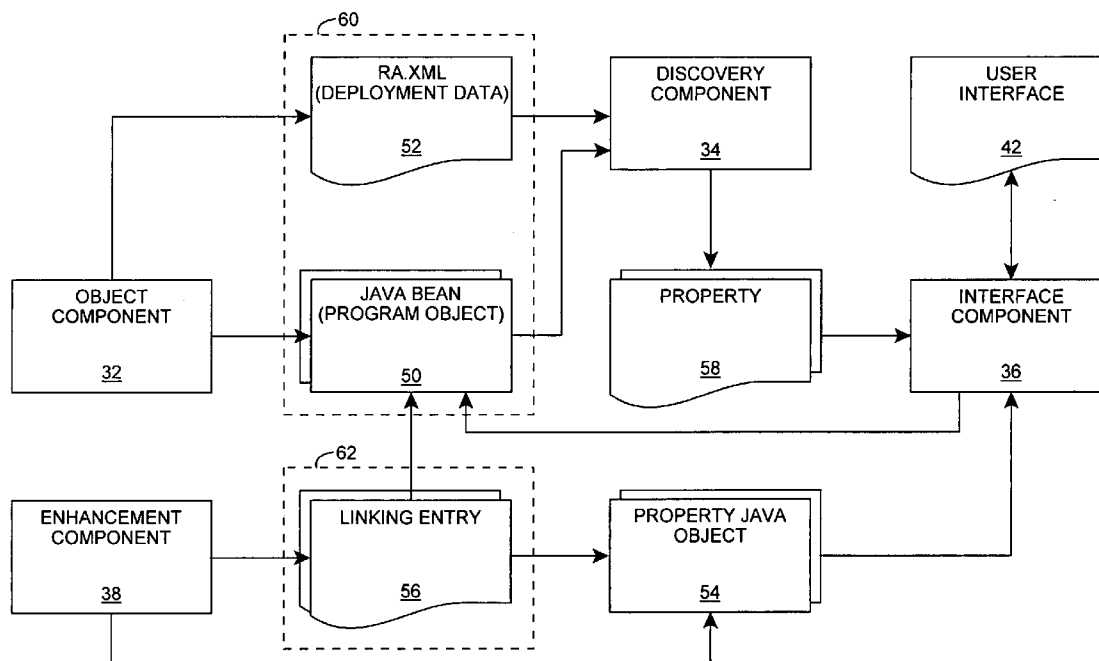 60
RA.XML
(DEPLOYMENT DATA)
52
DISCOVERY
COMPONENT
34
USER
INTERFACE
42
OBJECT
COMPONENT
32
JAVA BEAN
(PROGRAM OBJECT)
50
PROPERTY
58
INTERFACE
COMPONENT
36
62
ENHANCEMENT
COMPONENT
38
LINKING ENTRY
56
PROPERTY JAVA
OBJECT
54